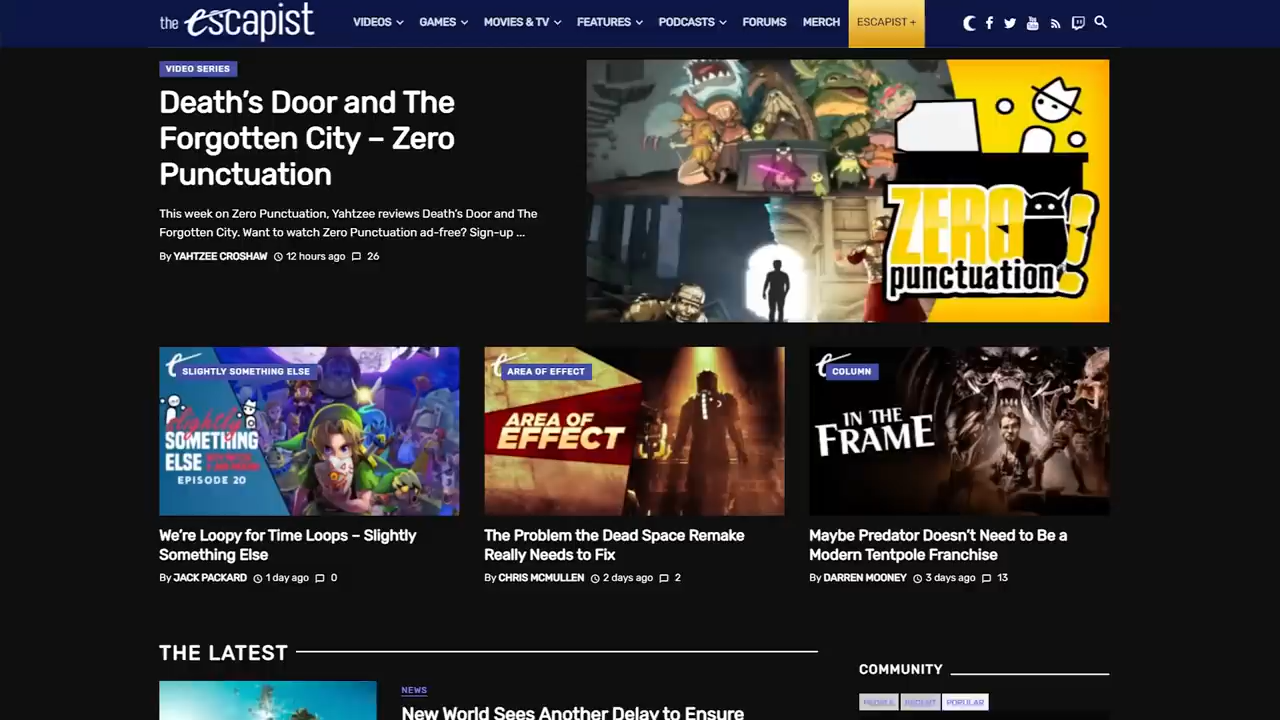 the escapist
VIDEOS GAMES MOVIES & TV FEATURES PODCASTS FORUMS MERCH ESCAPIST +
VIDEO SERIES
Death's Door and The
Forgotten City – Zero
Punctuation
This week on Zero Punctuation, Yahtzee reviews Death's Door and The
Forgotten City. Want to watch Zero Punctuation ad-free? Sign-up ...
By YAHTZEE CROSHAW 12 hours ago 26
ZERO
punctuation!
SLIGHTLY SOMETHING ELSE
slightly
SOMETHING
ELSE
EPISODE 20
We're Loopy for Time Loops – Slightly
Something Else
By JACK PACKARD 1 day ago 0
AREA OF EFFECT
AREA OF
EFFECT
The Problem the Dead Space Remake
Really Needs to Fix
By CHRIS MCMULLEN 2 days ago 2
COLUMN
IN THE
FRAME
Maybe Predator Doesn't Need to Be a
Modern Tentpole Franchise
By DARREN MOONEY 3 days ago 13
THE LATEST
NEWS
New World Sees Another Delay to Ensure
COMMUNITY
PEOPLE RECENT POPULAR